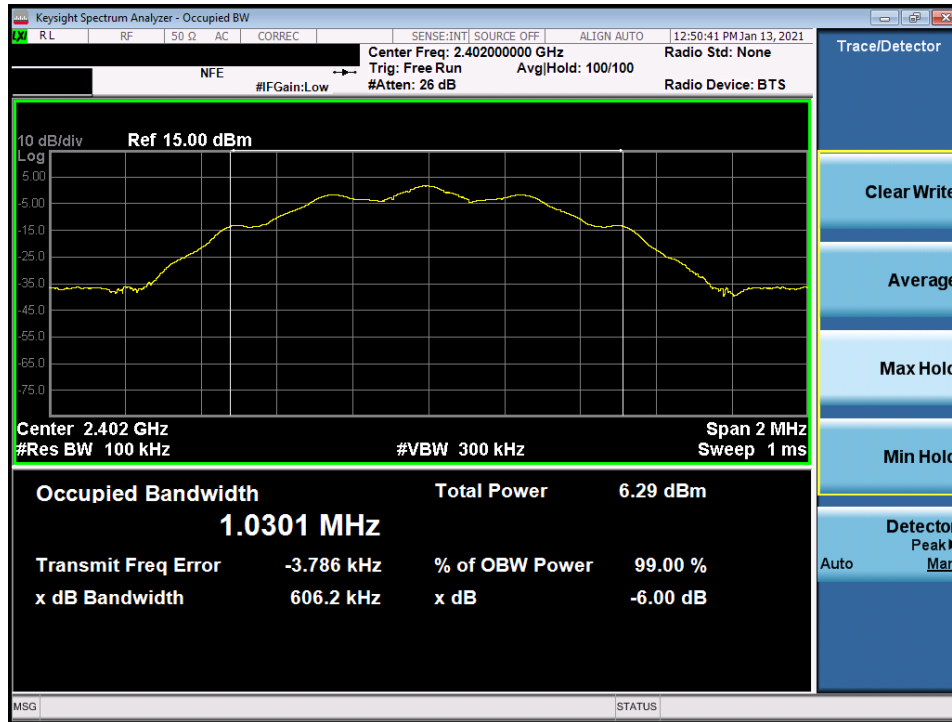 Keysight Spectrum Analyzer - Occupied BW
LXI RL RF 50 Ω AC CORREC SENSE:INT SOURCE OFF ALIGN AUTO 12:50:41 PM Jan 13, 2021
Center Freq: 2.402000000 GHz Radio Std: None
NFE Trig: Free Run Avg|Hold: 100/100
#IFGain:Low #Atten: 26 dB Radio Device: BTS
Trace/Detector
10 dB/div Ref 15.00 dBm
Log
5.00
-5.00
-15.0
-25.0
-35.0
-45.0
-55.0
-65.0
-75.0
Center 2.402 GHz Span 2 MHz
#Res BW 100 kHz #VBW 300 kHz Sweep 1 ms
Occupied Bandwidth Total Power 6.29 dBm
1.0301 MHz
Transmit Freq Error -3.786 kHz % of OBW Power 99.00 %
x dB Bandwidth 606.2 kHz x dB -6.00 dB
Clear Write
Average
Max Hold
Min Hold
Detector
Peak
Auto Man
MSG STATUS